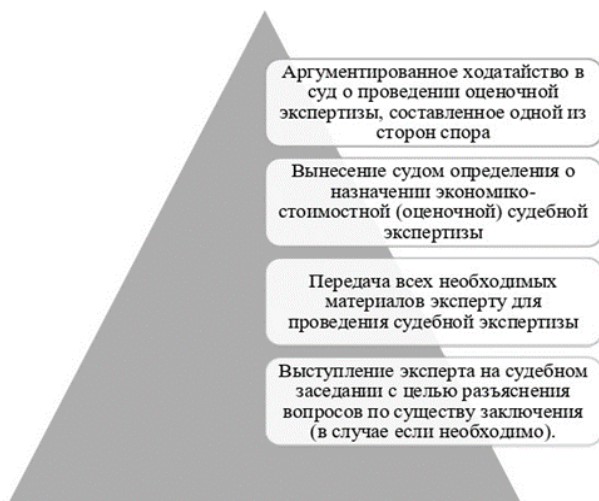 Аргументированное ходатайство в
суд о проведении оценочной
экспертизы, составленное одной из
сторон спора
Вынесение судом определения о
назначении экономико-
стоимостной (оценочной) судебной
экспертизы
Передача всех необходимых
материалов эксперту для
проведения судебной экспертизы
Выступление эксперта на судебном
заседании с целью разъяснения
вопросов по существу заключения
(в случае если необходимо).